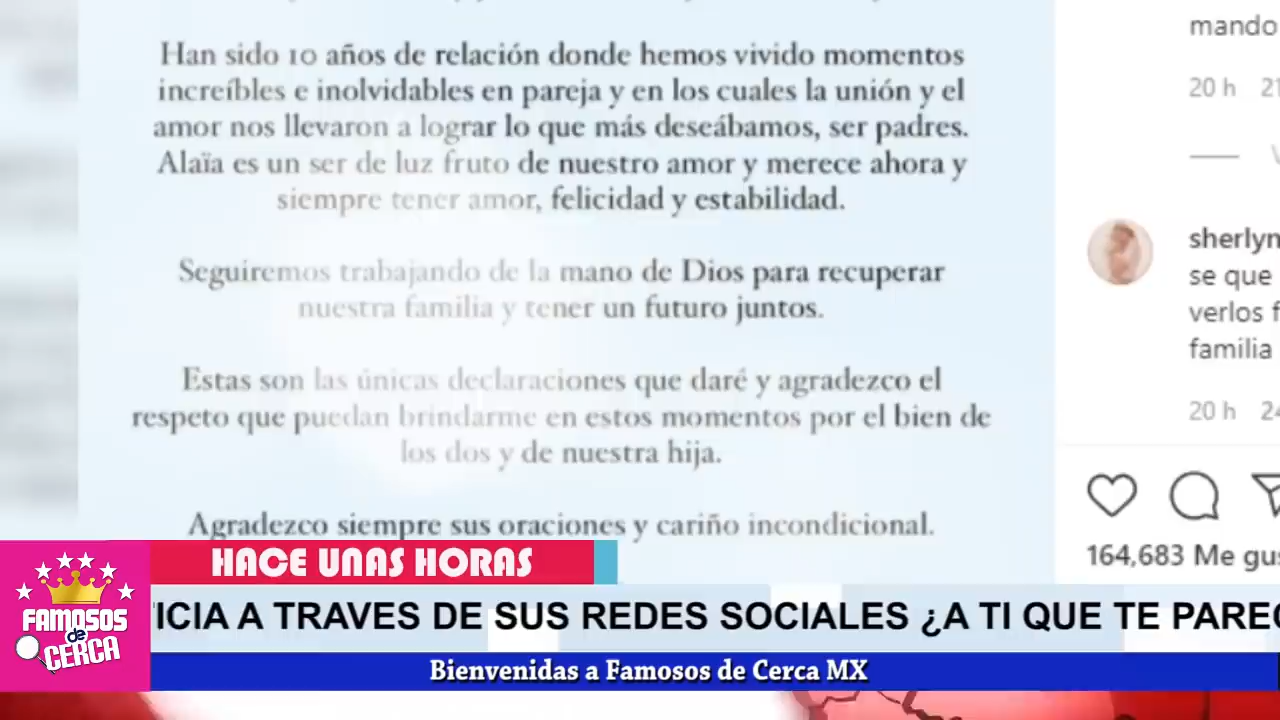 Han sido 10 años de relación donde hemos vivido momentos
increíbles e inolvidables en pareja y en los cuales la unión y el
amor nos llevaron a lograr lo que más deseábamos, ser padres.
Alaïa es un ser de luz fruto de nuestro amor y merece ahora y
siempre tener amor, felicidad y estabilidad.
Seguiremos trabajando de la mano de Dios para recuperar
nuestra familia y tener un futuro juntos.
Estas son las únicas declaraciones que daré y agradezco el
respeto que puedan brindarme en estos momentos por el bien de
los dos y de nuestra hija.
Agradezco siempre sus oraciones y cariño incondicional.
mando
20 h 21
sherlyn
se que
verlos f
familia
20 h 24
164,683 Me gus
HACE UNAS HORAS
TICIA A TRAVES DE SUS REDES SOCIALES ¿A TI QUE TE PAREC
FAMOSOS
de
CERCA
Bienvenidas a Famosos de Cerca MX